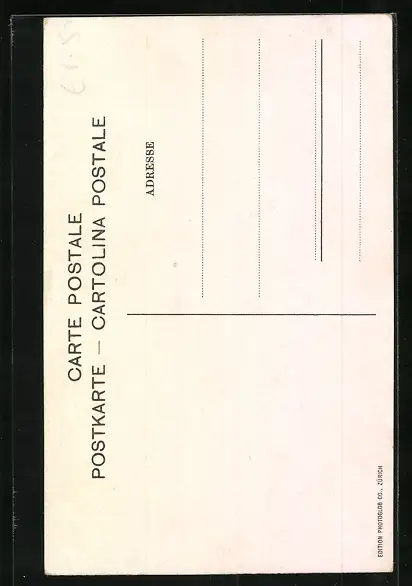 CARTE POSTALE
POSTKARTE — CARTOLINA POSTALE
ADRESSE
EDITION PHOTOGLOB CO., ZÜRICH